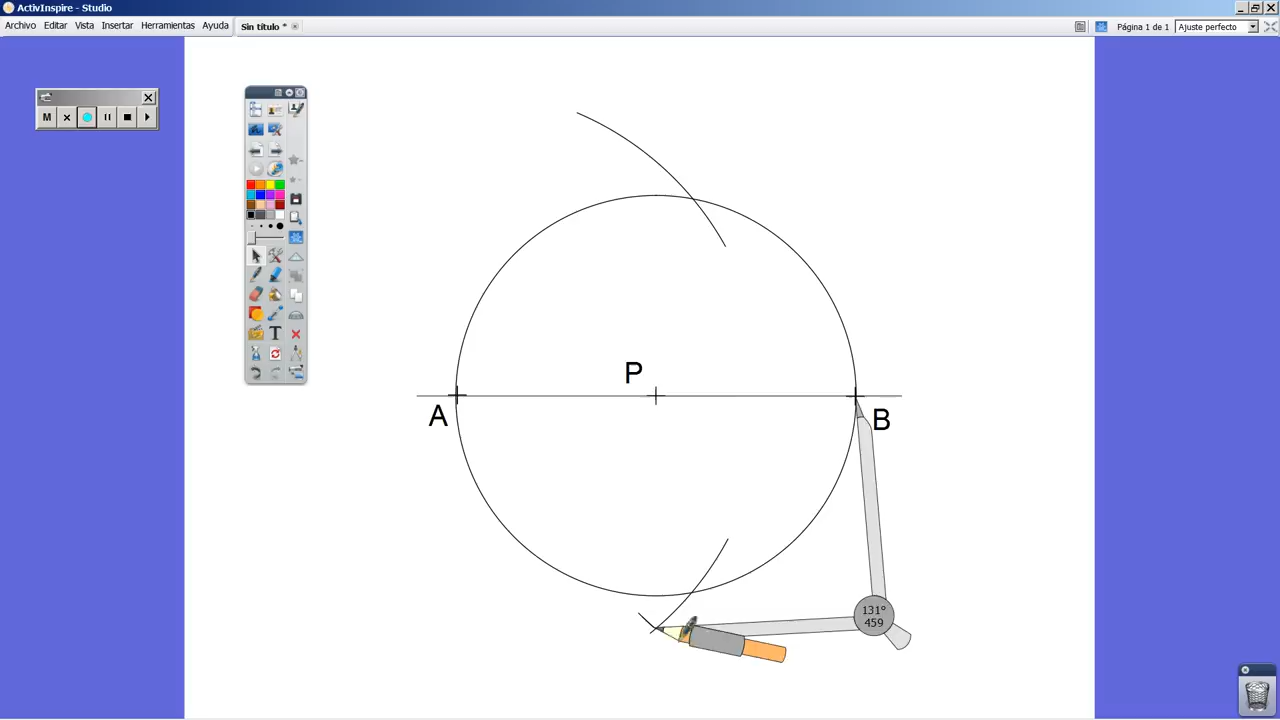 ActivInspire - Studio
Archivo Editar Vista Insertar Herramientas Ayuda Sin título *
Página 1 de 1 Ajuste perfecto
M
T
P
A
B
131°
459